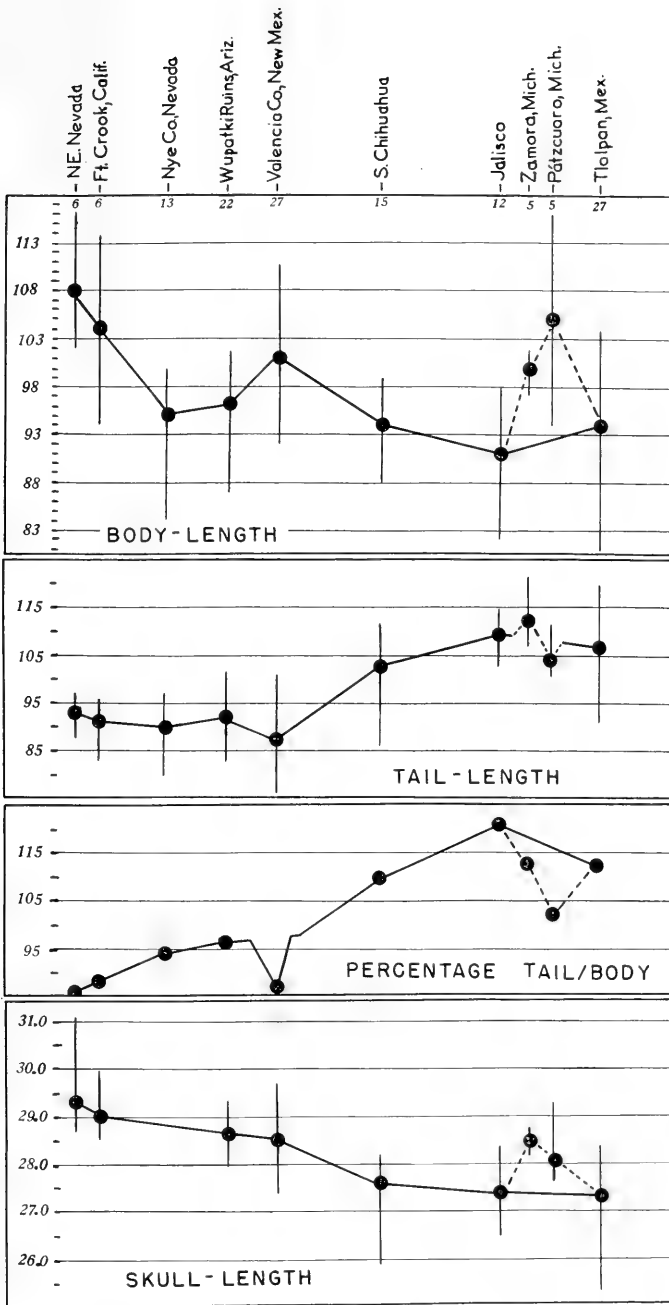 NE. Nevada
Ft. Crook, Calif.
Nye Co., Nevada
Wupatki Ruins, Ariz.
Valencia Co., New Mex.
S. Chihuahua
Jalisco
Zamora, Mich.
Pátzcuaro, Mich.
Tlalpan, Mex.
6 6 13 22 27 15 12 5 5 27
113
108
103
98
93
88
83
BODY-LENGTH
115
105
95
85
TAIL-LENGTH
115
105
95
PERCENTAGE TAIL/BODY
31.0
30.0
29.0
28.0
27.0
26.0
SKULL-LENGTH